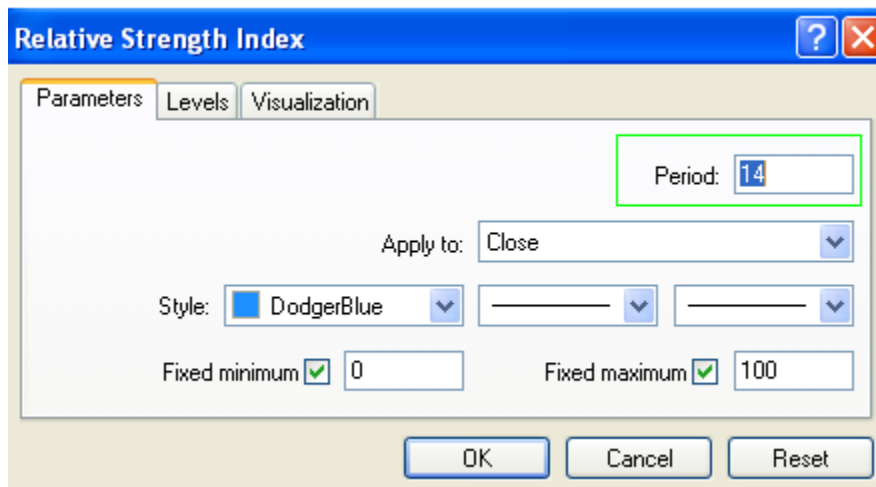 Relative Strength Index
Parameters Levels Visualization
Period: 14
Apply to: Close
Style: DodgerBlue
Fixed minimum 0 Fixed maximum 100
OK Cancel Reset